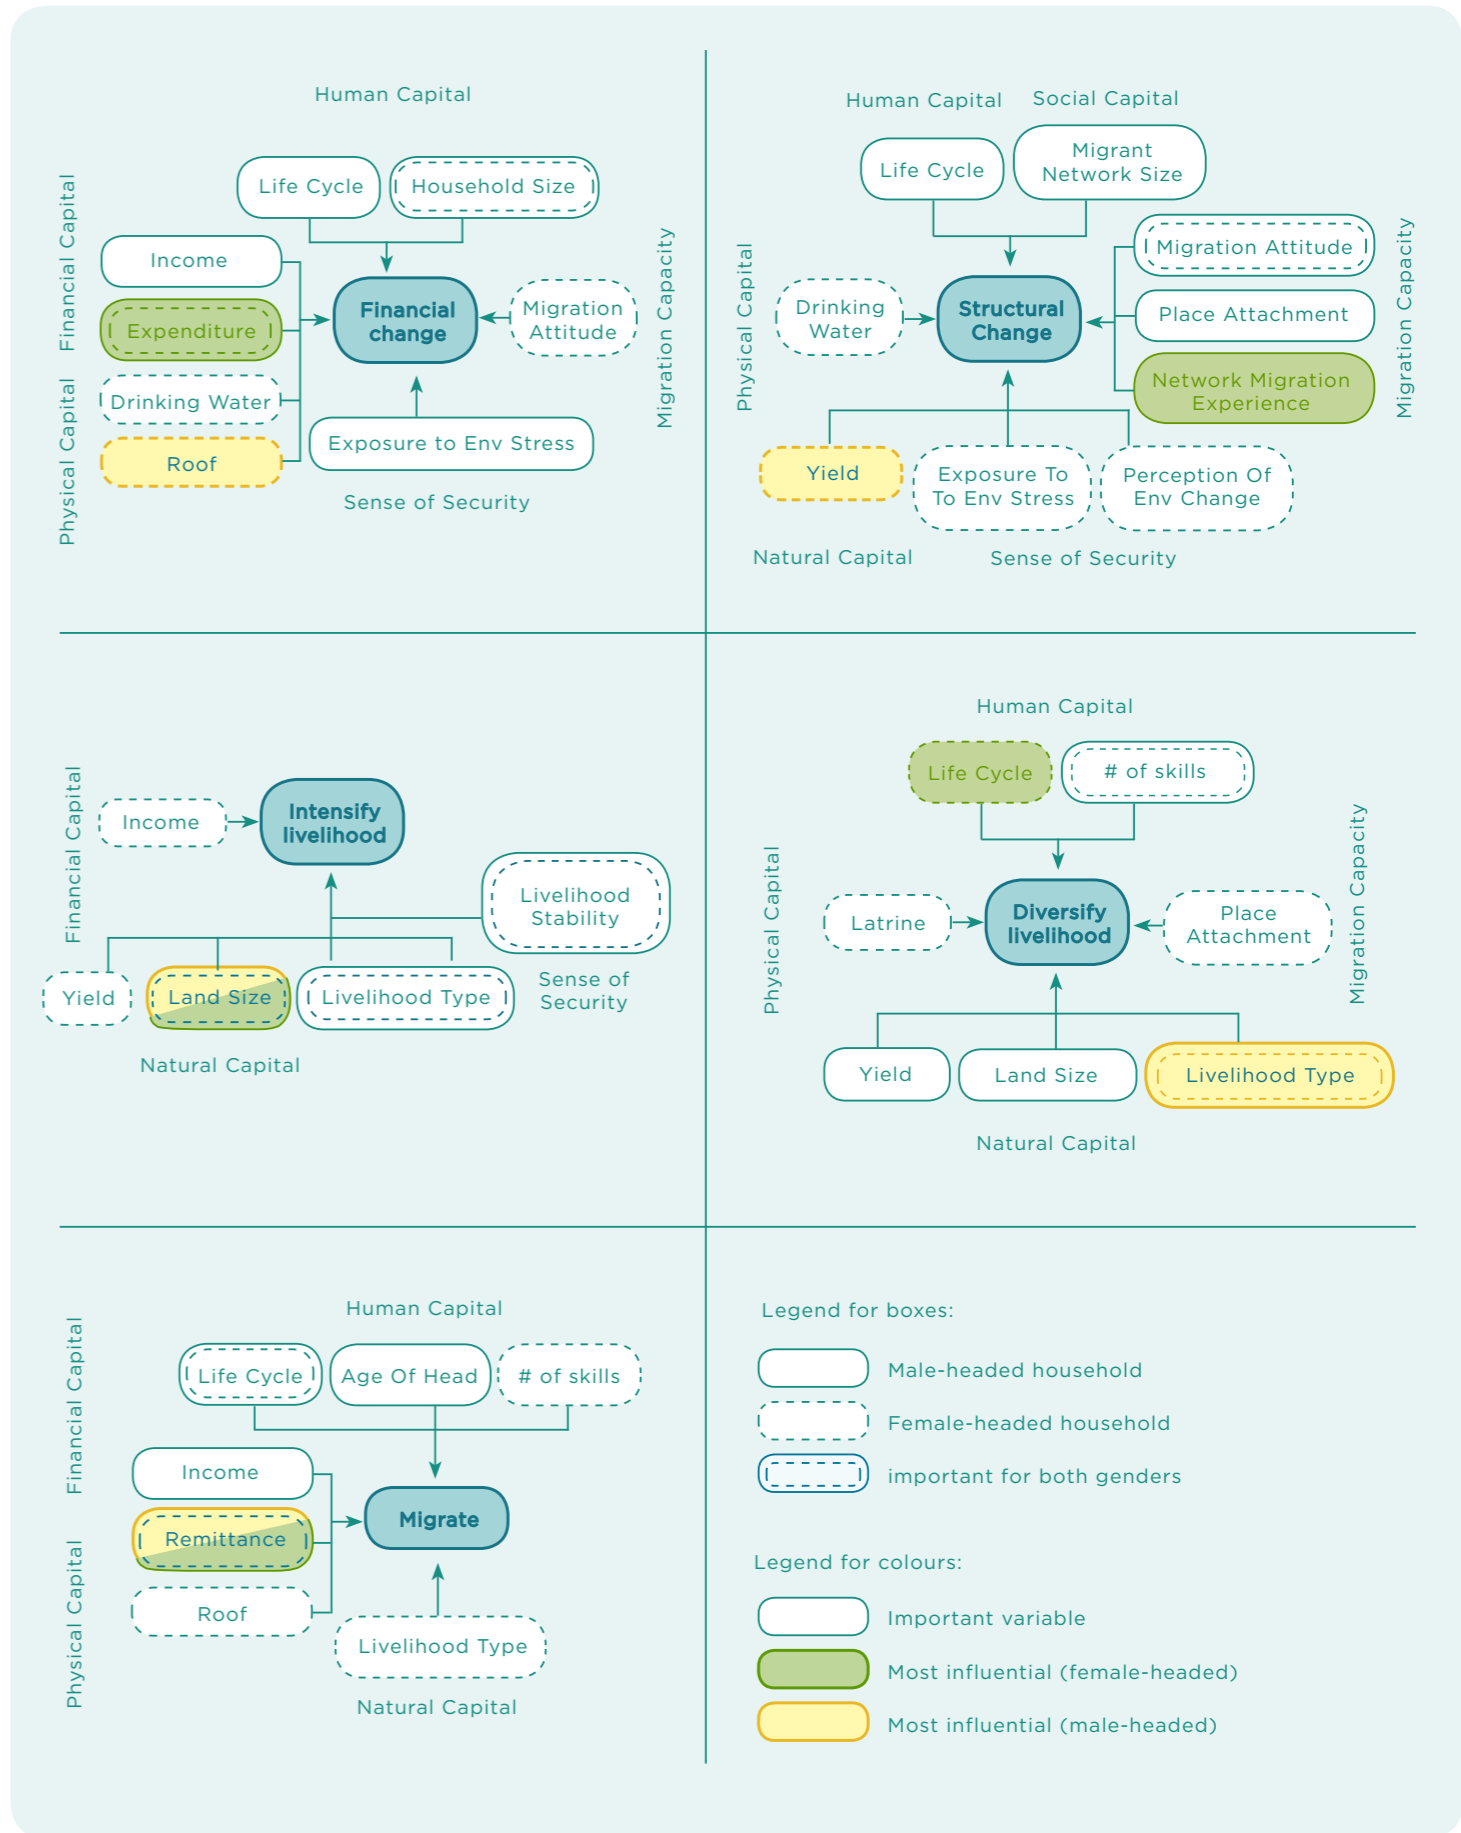 Human Capital
Financial Capital
Physical Capital
Life Cycle
Household Size
Income
Expenditure
Drinking Water
Roof
Financial
change
Migration
Attitude
Migration Capacity
Exposure to Env Stress
Sense of Security
Human Capital
Social Capital
Life Cycle
Migrant
Network Size
Physical Capital
Drinking
Water
Structural
Change
Migration Attitude
Place Attachment
Network Migration
Experience
Migration Capacity
Yield
Exposure To
To Env Stress
Perception Of
Env Change
Natural Capital
Sense of Security
Financial Capital
Income
Intensify
livelihood
Livelihood
Stability
Yield
Land Size
Livelihood Type
Sense of
Security
Natural Capital
Human Capital
Life Cycle
# of skills
Physical Capital
Latrine
Diversify
livelihood
Place
Attachment
Migration Capacity
Yield
Land Size
Livelihood Type
Natural Capital
Human Capital
Financial Capital
Physical Capital
Life Cycle
Age Of Head
# of skills
Income
Remittance
Roof
Migrate
Livelihood Type
Natural Capital
Legend for boxes:
Male-headed household
Female-headed household
important for both genders
Legend for colours:
Important variable
Most influential (female-headed)
Most influential (male-headed)